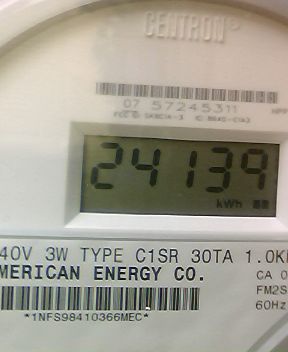 CENTRON®
07 57245311
24139
kWh
40V 3W TYPE C1SR 30TA 1.0K
MERICAN ENERGY CO.
CA 0
FM2S
60Hz
*1NFS98410366MEC*